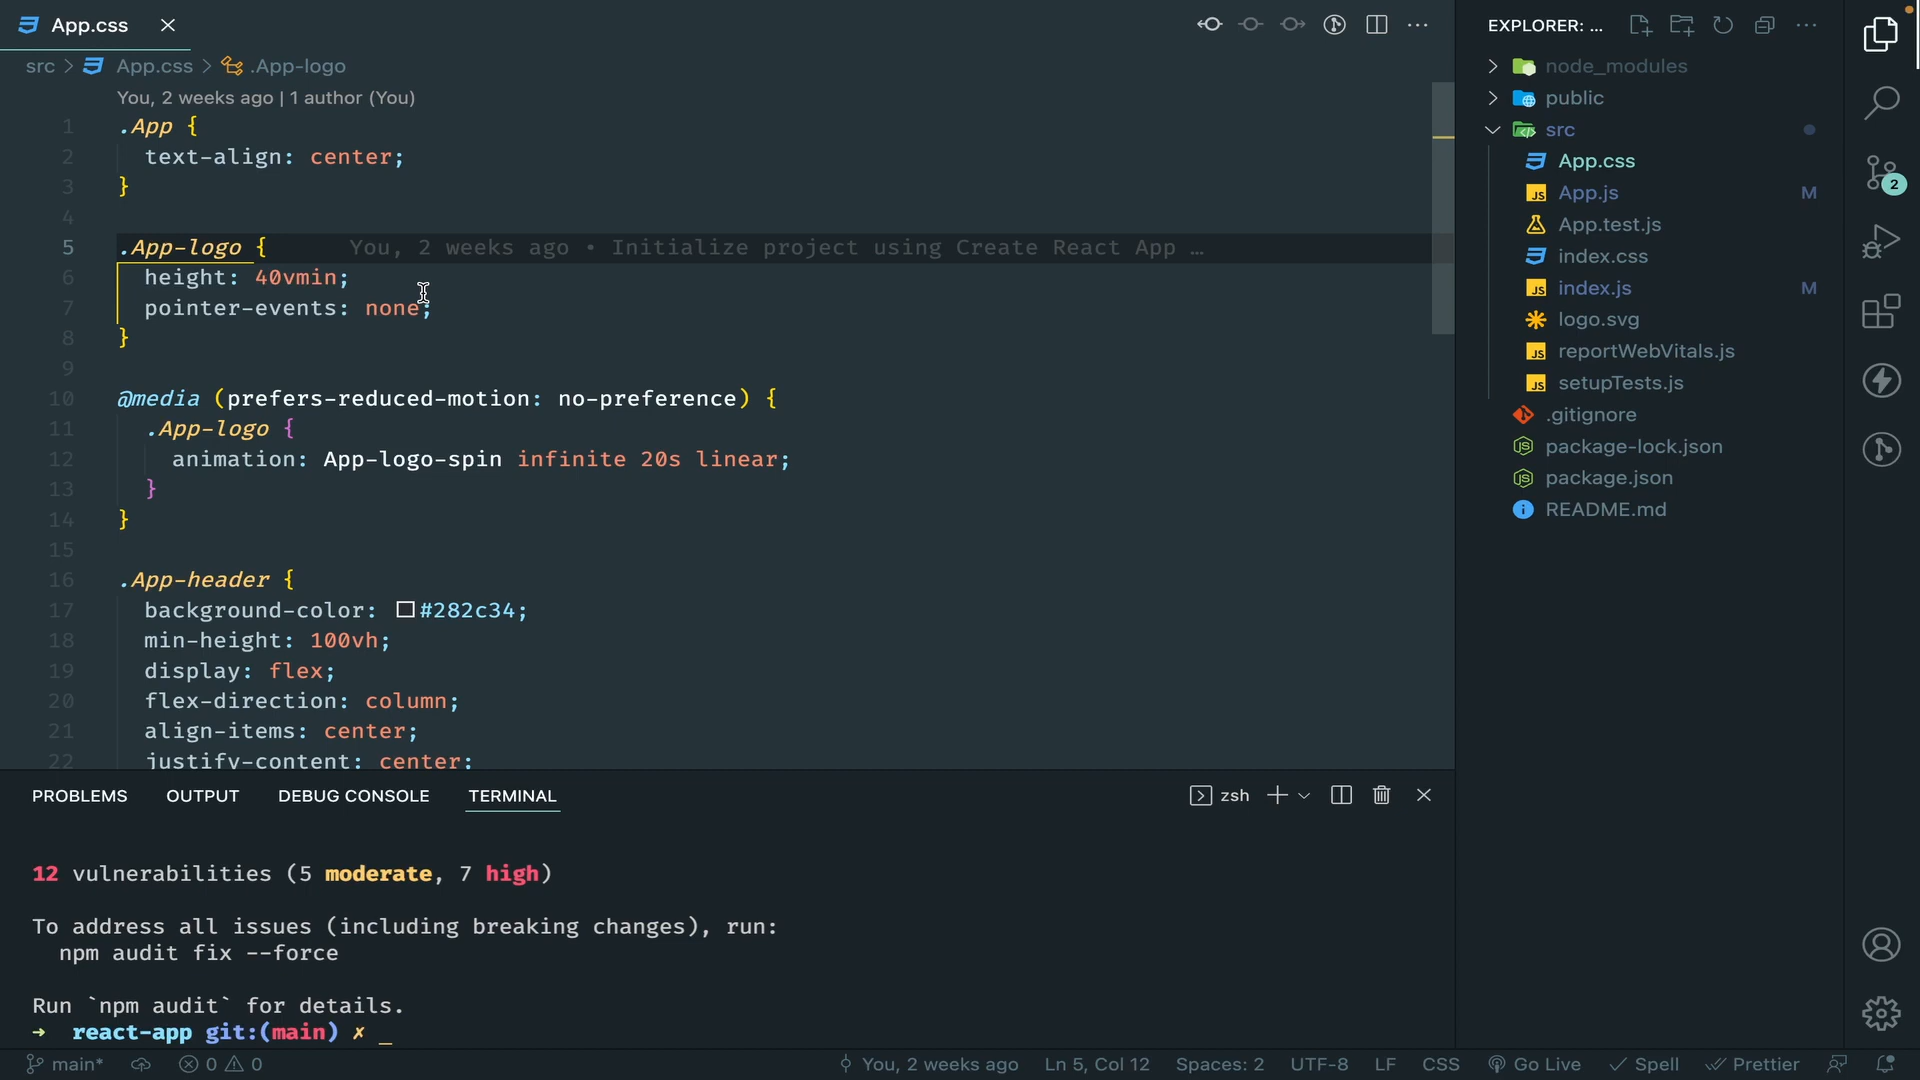 App.css
src > App.css > .App-logo
You, 2 weeks ago | 1 author (You)
1 .App {
2 text-align: center;
3 }
4
5 .App-logo { You, 2 weeks ago • Initialize project using Create React App …
6 height: 40vmin;
7 pointer-events: none;
8 }
9
10 @media (prefers-reduced-motion: no-preference) {
11 .App-logo {
12 animation: App-logo-spin infinite 20s linear;
13 }
14 }
15
16 .App-header {
17 background-color: #282c34;
18 min-height: 100vh;
19 display: flex;
20 flex-direction: column;
21 align-items: center;
22 justify-content: center;
PROBLEMS OUTPUT DEBUG CONSOLE TERMINAL
zsh
12 vulnerabilities (5 moderate, 7 high)
To address all issues (including breaking changes), run:
npm audit fix --force
Run `npm audit` for details.
➜ react-app git:(main) ✗ _
EXPLORER: ...
node_modules
public
src
App.css
App.js M
App.test.js
index.css
index.js M
logo.svg
reportWebVitals.js
setupTests.js
.gitignore
package-lock.json
package.json
README.md
2
main* 0 0 You, 2 weeks ago Ln 5, Col 12 Spaces: 2 UTF-8 LF CSS Go Live Spell Prettier